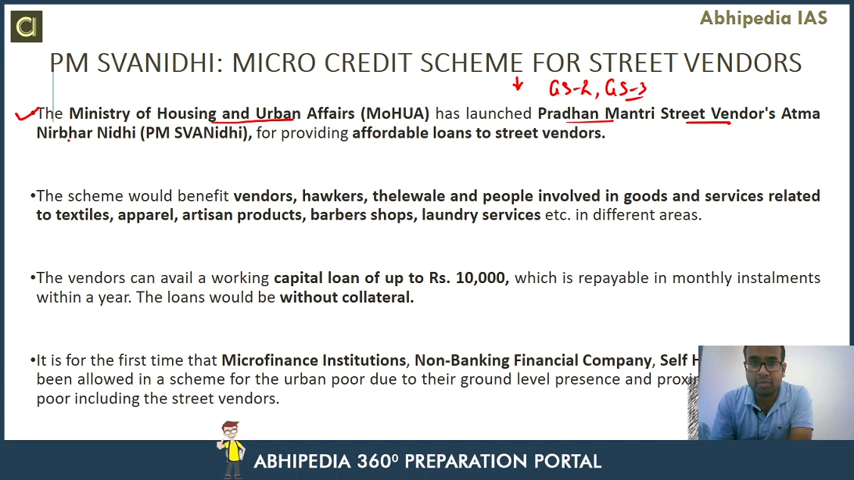 Abhipedia IAS
PM SVANIDHI: MICRO CREDIT SCHEME FOR STREET VENDORS
GS-2, GS-3
•The Ministry of Housing and Urban Affairs (MoHUA) has launched Pradhan Mantri Street Vendor's Atma
Nirbhar Nidhi (PM SVANidhi), for providing affordable loans to street vendors.
•The scheme would benefit vendors, hawkers, thelewale and people involved in goods and services related
to textiles, apparel, artisan products, barbers shops, laundry services etc. in different areas.
•The vendors can avail a working capital loan of up to Rs. 10,000, which is repayable in monthly instalments
within a year. The loans would be without collateral.
•It is for the first time that Microfinance Institutions, Non-Banking Financial Company, Self
been allowed in a scheme for the urban poor due to their ground level presence and
poor including the street vendors.
ABHIPEDIA 360⁰ PREPARATION PORTAL